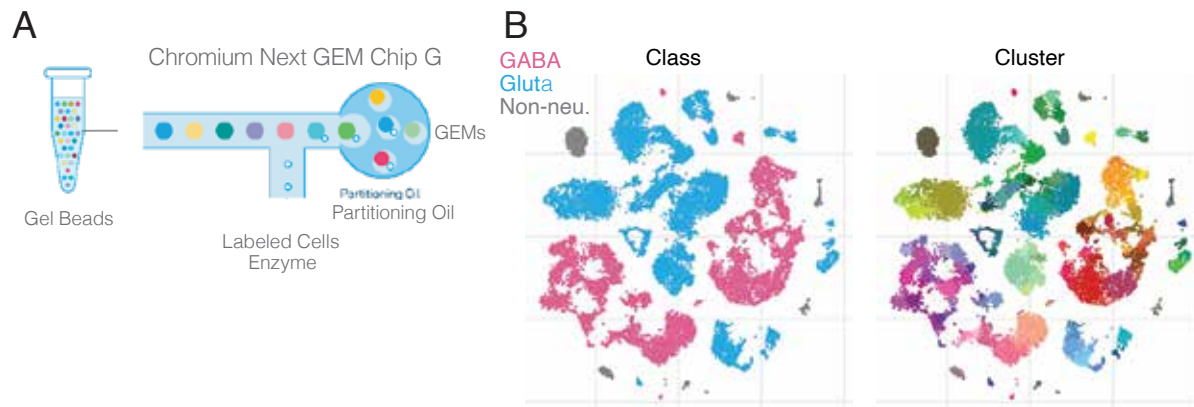 A
Chromium Next GEM Chip G
GEMs
Partitioning Oil
Partitioning Oil
Gel Beads
Labeled Cells
Enzyme
B
GABA
Gluta
Non-neu.
Class
Cluster